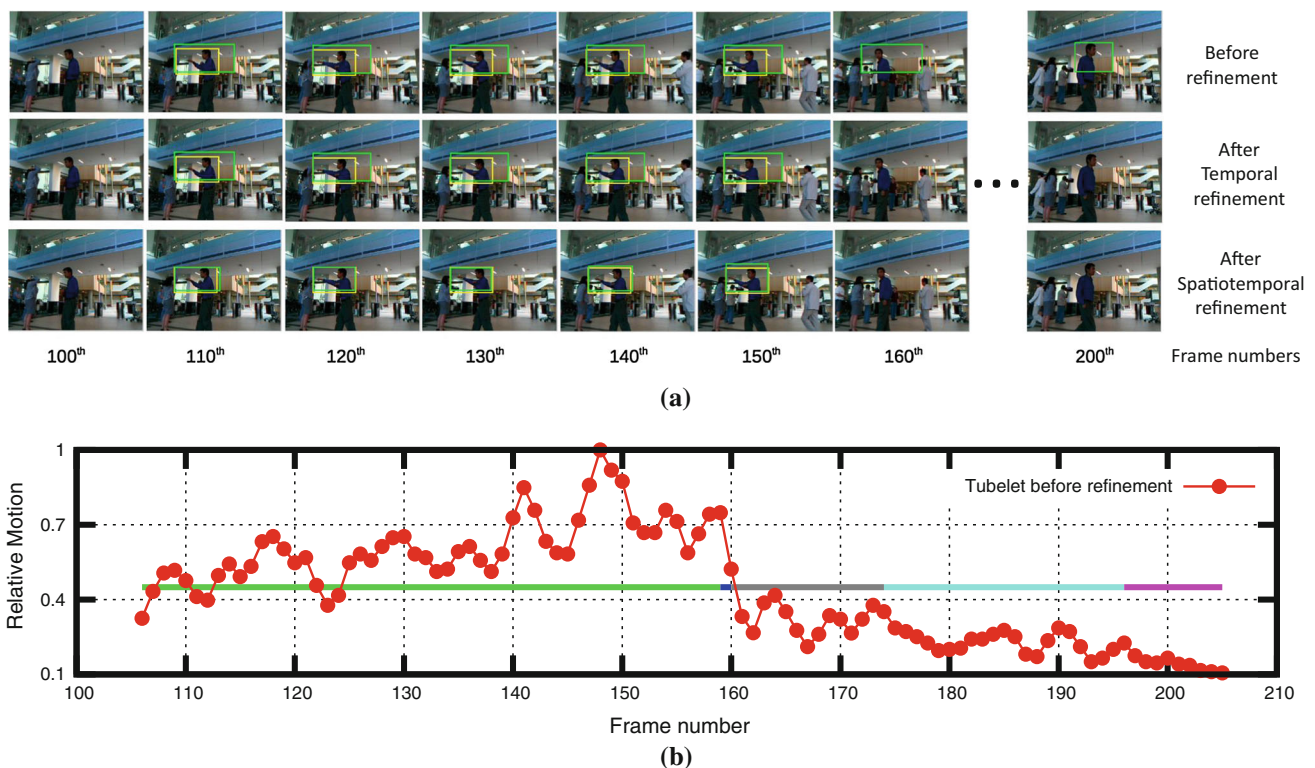 Before
refinement
After
Temporal
refinement
After
Spatiotemporal
refinement
100th 110th 120th 130th 140th 150th 160th 200th Frame numbers
(a)
Relative Motion
1
0.7
0.4
0.1
Tubelet before refinement
100 110 120 130 140 150 160 170 180 190 200 210
Frame number
(b)